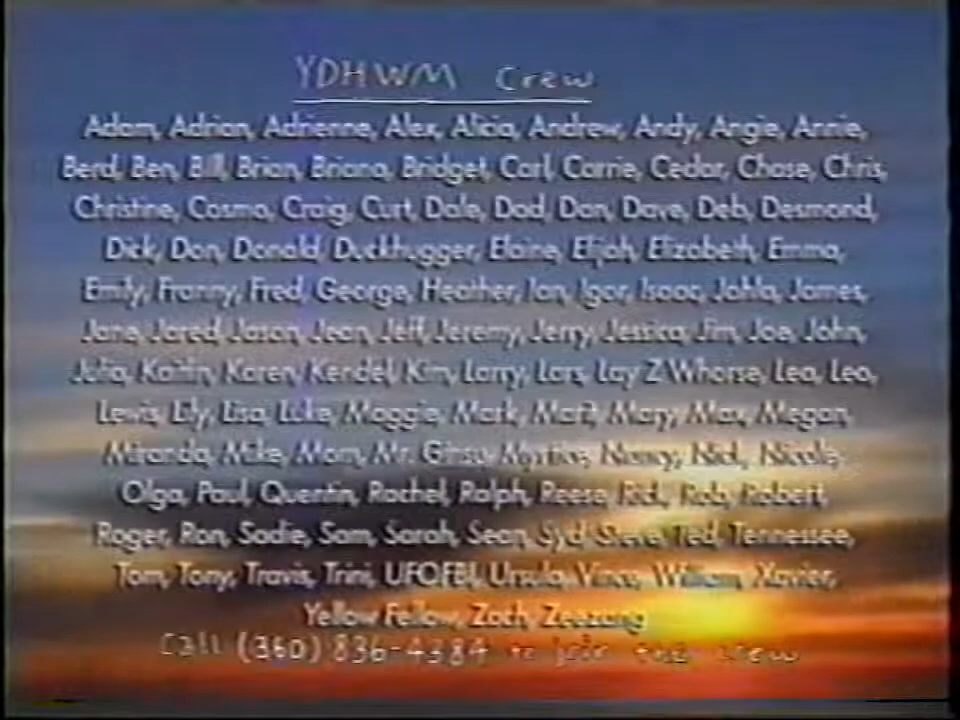 YDHWM Crew
Adam, Adrian, Adrienne, Alex, Alicia, Andrew, Andy, Angie, Annie,
Berd, Ben, Bill, Brian, Briana, Bridget, Carl, Carrie, Cedar, Chase, Chris,
Christine, Cosmo, Craig, Curt, Dale, Dad, Dan, Dave, Deb, Desmond,
Dick, Don, Donald, Duckhugger, Elaine, Elijah, Elizabeth, Emma,
Emily, Franny, Fred, George, Heather, Ian, Igor, Isaac, Jahla, James,
Jane, Jared, Jason, Jean, Jeff, Jeremy, Jerry, Jessica, Jim, Joe, John,
Julia, Kaitlin, Karen, Kendel, Kim, Larry, Lars, Lay Z Whorse, Lea, Leo,
Lewis, Lily, Lisa, Luke, Maggie, Mark, Mary, Max, Megan,
Miranda, Mike, Mom, Mr. Ginsu, Nancy, Nick, Nicole,
Olga, Paul, Quentin, Rachel, Ralph, Reese, Rick, Rob, Robert,
Roger, Ron, Sadie, Sam, Sarah, Sean, Syd, Steve, Ted, Tennessee,
Tom, Tony, Travis, Trini, UFOFBI, Ursula, Vince, William, Xavier,
Yellow Fellow, Zach, Zeezang
Call (360) 836-4384 to join the crew